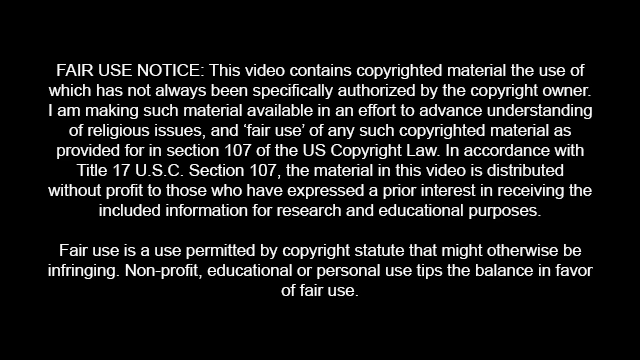 FAIR USE NOTICE: This video contains copyrighted material the use of
which has not always been specifically authorized by the copyright owner.
I am making such material available in an effort to advance understanding
of religious issues, and ‘fair use’ of any such copyrighted material as
provided for in section 107 of the US Copyright Law. In accordance with
Title 17 U.S.C. Section 107, the material in this video is distributed
without profit to those who have expressed a prior interest in receiving the
included information for research and educational purposes.
Fair use is a use permitted by copyright statute that might otherwise be
infringing. Non-profit, educational or personal use tips the balance in favor
of fair use.